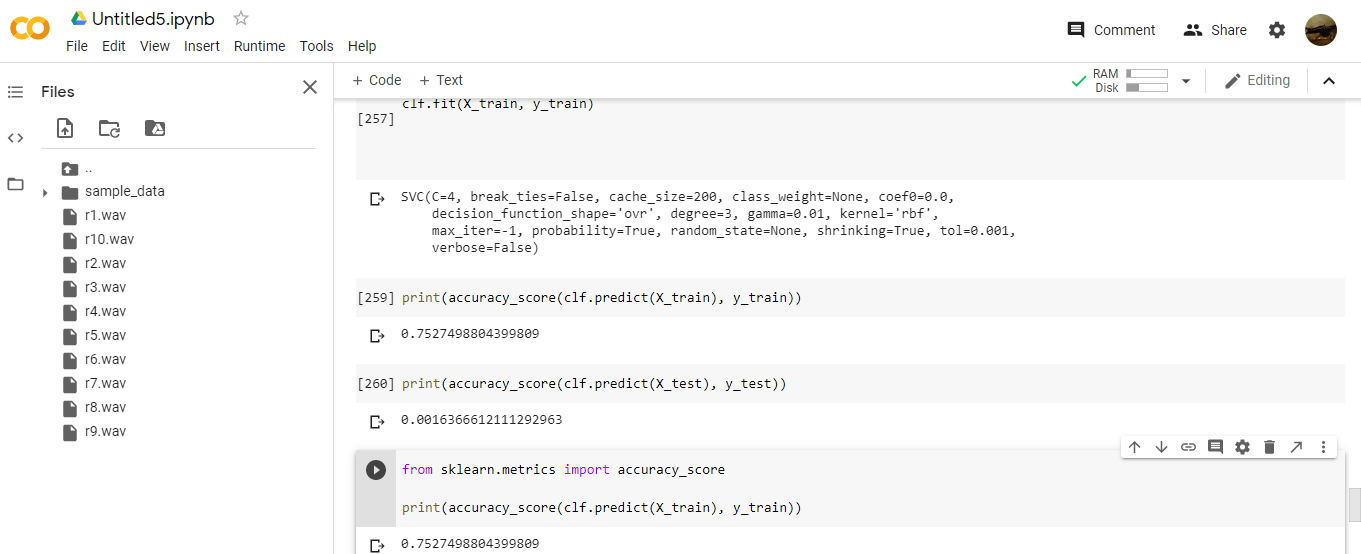 Untitled5.ipynb
File Edit View Insert Runtime Tools Help
Comment
Share
Files
+ Code + Text
RAM
Disk
Editing
..
sample_data
r1.wav
r10.wav
r2.wav
r3.wav
r4.wav
r5.wav
r6.wav
r7.wav
r8.wav
r9.wav
clf.fit(X_train, y_train)
[257]
SVC(C=4, break_ties=False, cache_size=200, class_weight=None, coef0=0.0,
decision_function_shape='ovr', degree=3, gamma=0.01, kernel='rbf',
max_iter=-1, probability=True, random_state=None, shrinking=True, tol=0.001,
verbose=False)
[259] print(accuracy_score(clf.predict(X_train), y_train))
0.7527498804399809
[260] print(accuracy_score(clf.predict(X_test), y_test))
0.0016366612111292963
from sklearn.metrics import accuracy_score
print(accuracy_score(clf.predict(X_train), y_train))
0.7527498804399809